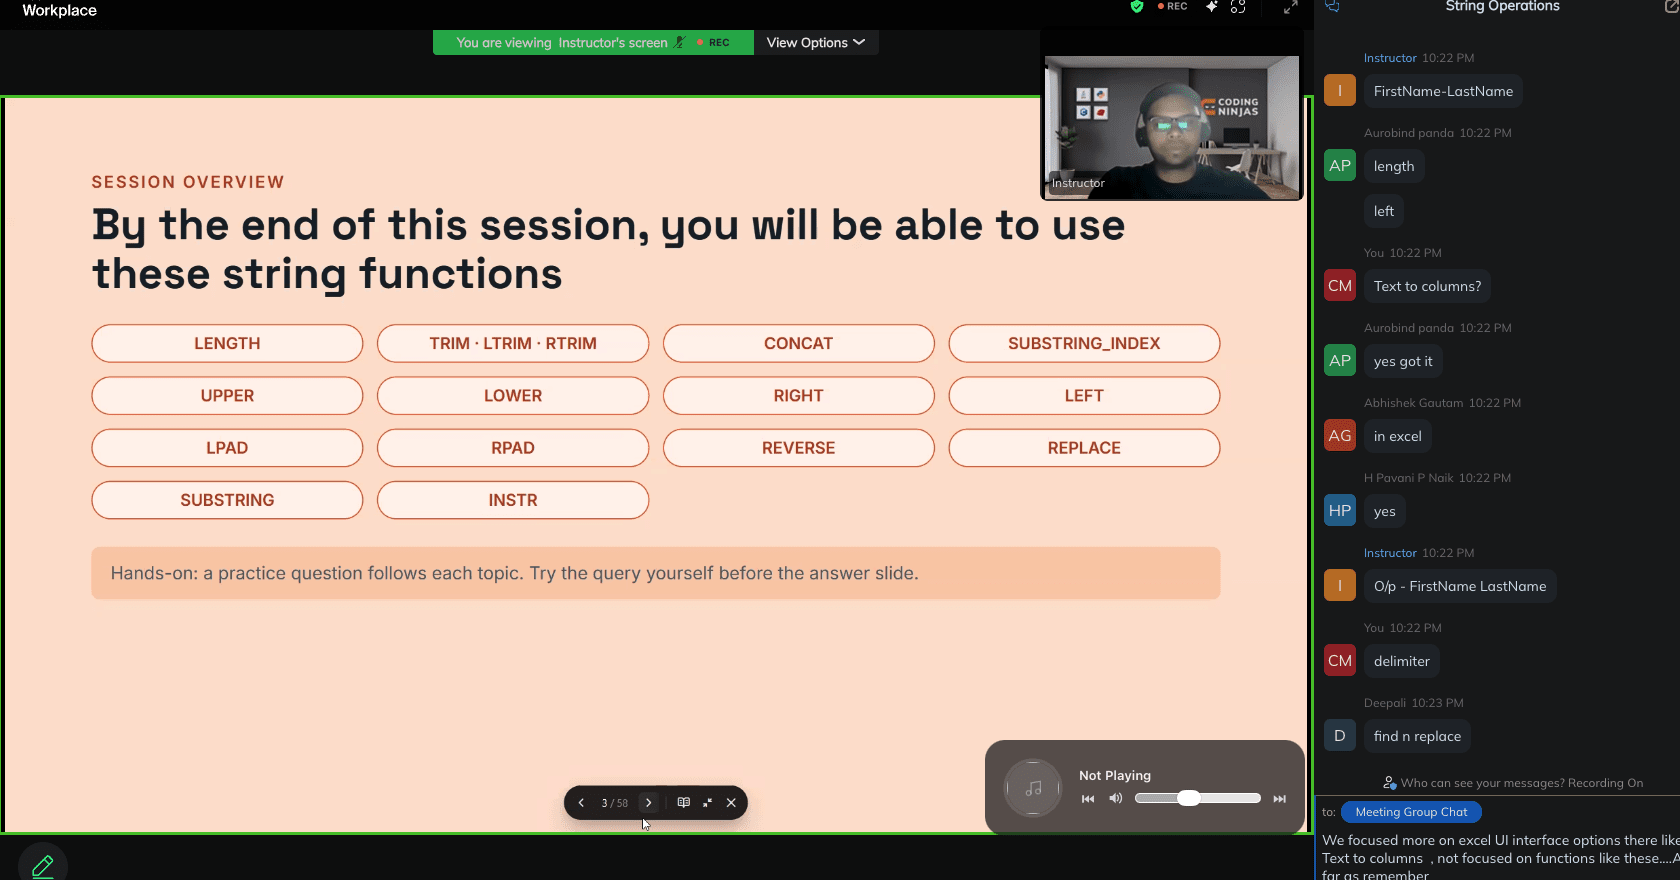 Workplace
REC
You are viewing Instructor's screen
REC
View Options
CODING
NINJAS
Instructor
SESSION OVERVIEW
By the end of this session, you will be able to use
these string functions
LENGTH
TRIM · LTRIM · RTRIM
CONCAT
SUBSTRING_INDEX
UPPER
LOWER
RIGHT
LEFT
LPAD
RPAD
REVERSE
REPLACE
SUBSTRING
INSTR
Hands-on: a practice question follows each topic. Try the query yourself before the answer slide.
3 / 58
Not Playing
String Operations
Instructor 10:22 PM
I
FirstName-LastName
Aurobind panda 10:22 PM
AP
length
left
You 10:22 PM
CM
Text to columns?
Aurobind panda 10:22 PM
AP
yes got it
Abhishek Gautam 10:22 PM
AG
in excel
H Pavani P Naik 10:22 PM
HP
yes
Instructor 10:22 PM
I
O/p - FirstName LastName
You 10:22 PM
CM
delimiter
Deepali 10:23 PM
D
find n replace
Who can see your messages? Recording On
to: Meeting Group Chat
We focused more on excel UI interface options there like
Text to columns , not focused on functions like these....A
far as remember